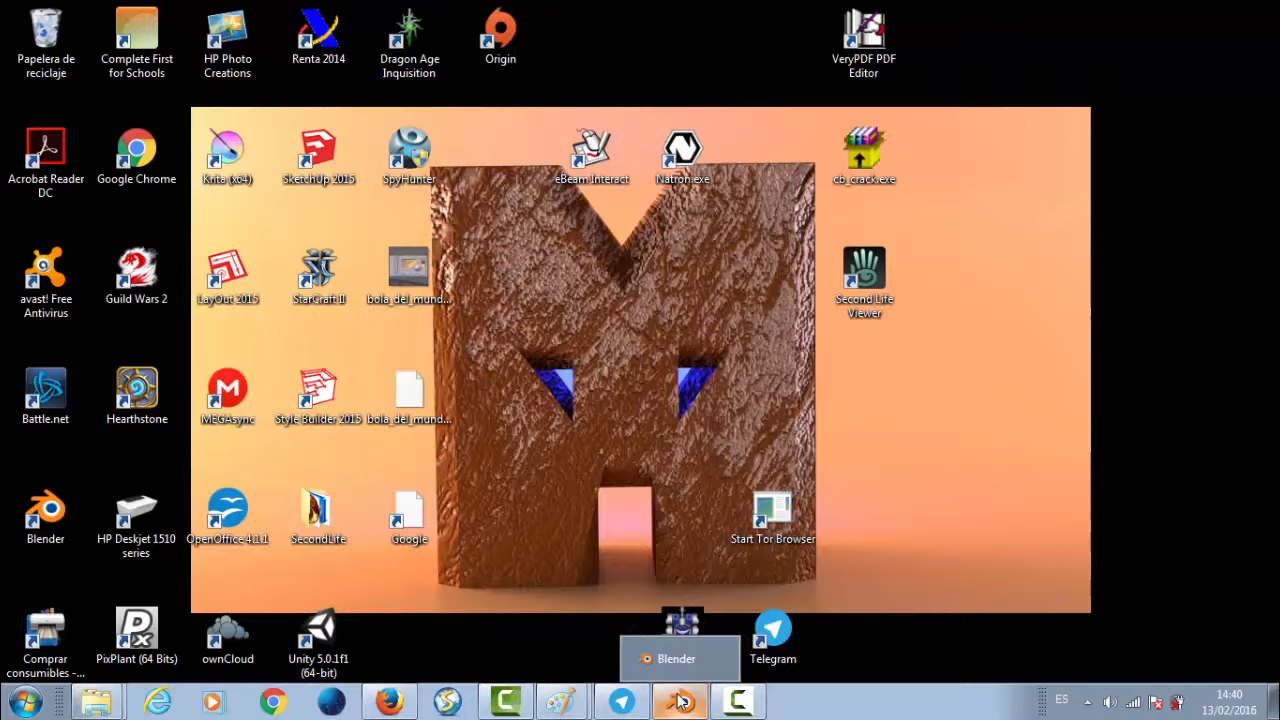 Papelera de
reciclaje
Complete First
for Schools
HP Photo
Creations
Renta 2014
Dragon Age
Inquisition
Origin
VeryPDF PDF
Editor
Acrobat Reader
DC
Google Chrome
Krita (x64)
SketchUp 2015
SpyHunter
eBeam Interact
Natron.exe
cb_crack.exe
avast! Free
Antivirus
Guild Wars 2
LayOut 2015
StarCraft II
bola_del_mund...
Second Life
Viewer
Battle.net
Hearthstone
MEGAsync
Style Builder 2015
bola_del_mund...
Blender
HP Deskjet 1510
series
OpenOffice 4.1.1
SecondLife
Google
Start Tor Browser
Comprar
consumibles -...
PixPlant (64 Bits)
ownCloud
Unity 5.0.1f1
(64-bit)
Blender
Telegram
ES
14:40
13/02/2016